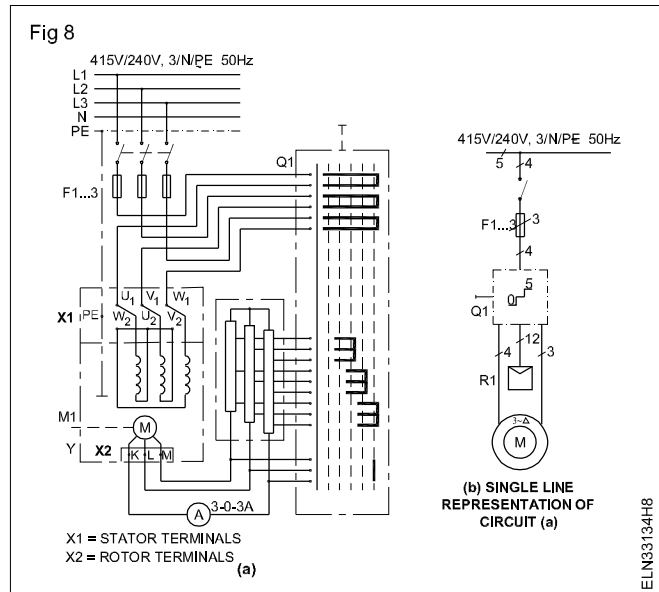 Fig 8
415V/240V, 3/N/PE 50Hz
L1
L2
L3
N
PE
Q1
F1...3
U1 V1 W1
X1 PE W2 U2 V2
M1
M
Y X2 K L M
A 3-0-3A
X1 = STATOR TERMINALS
X2 = ROTOR TERMINALS
(a)
415V/240V, 3/N/PE 50Hz
5 4
F1...3 3
4
0 5
Q1
4 12 3
R1
3~Δ
M
(b) SINGLE LINE
REPRESENTATION OF
CIRCUIT (a)
ELN33134H8